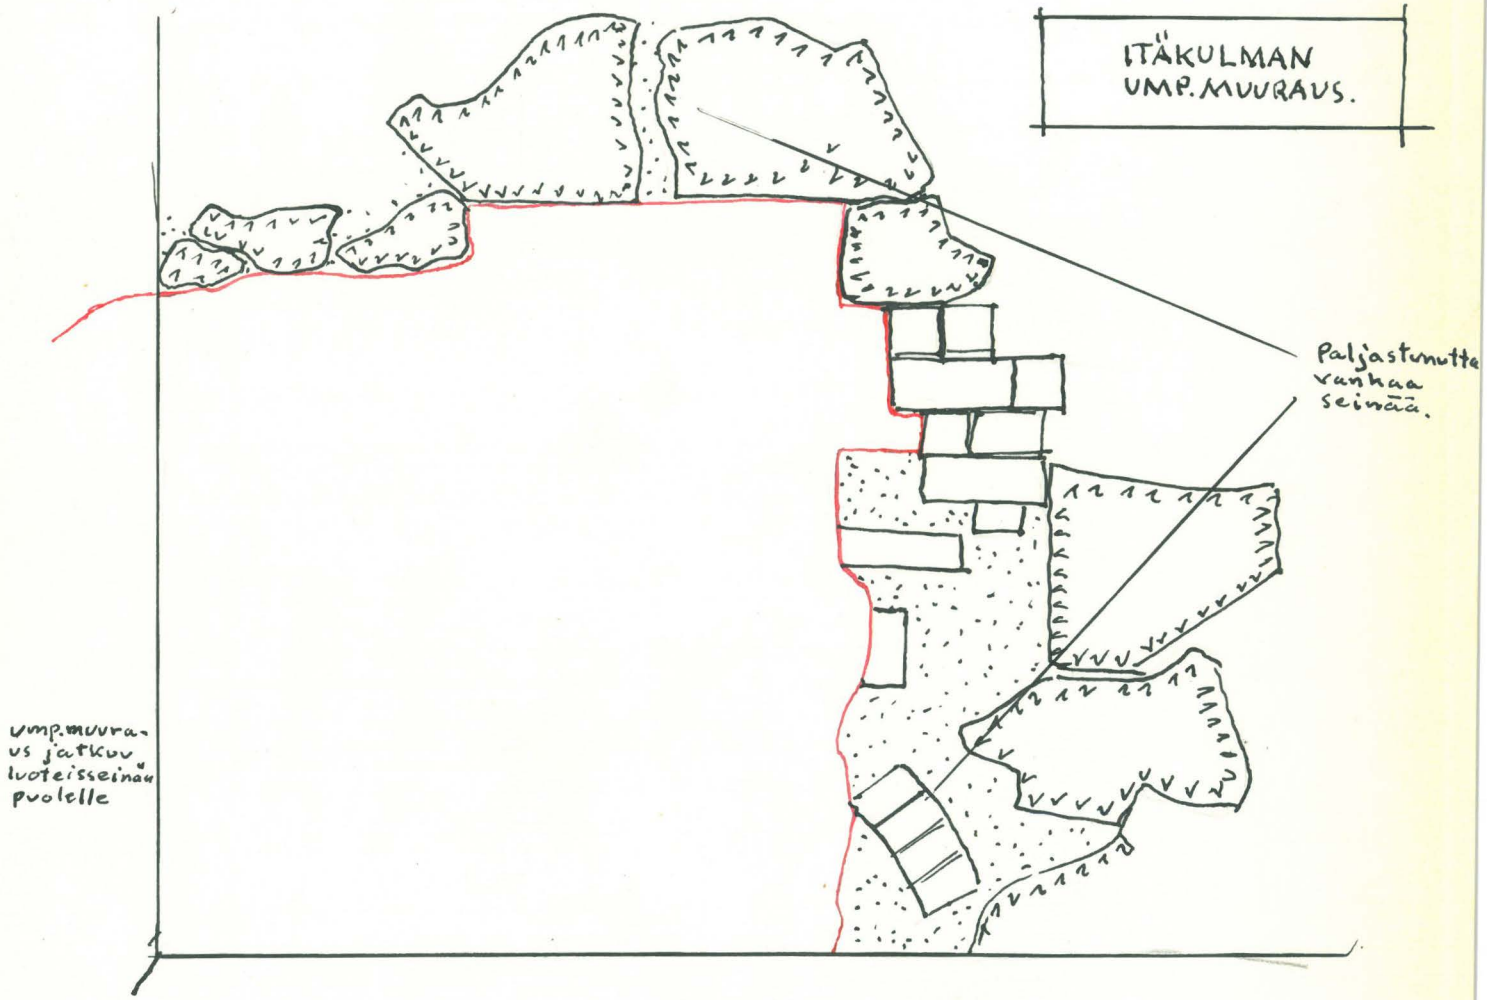 ITÄKULMAN
UMP.MUURAUS.
Paljastunutta
vanhaa
seinää.
ump.muura-
us jatkuu
luoteisseinän
puolelle